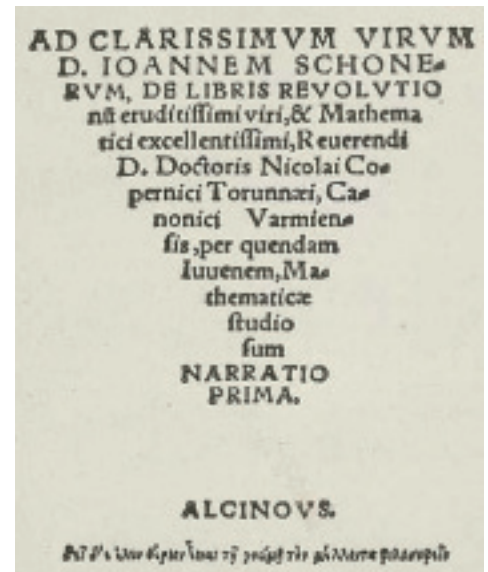 AD CLARISSIMVM VIRVM
D. IOANNEM SCHONE⸗
RVM, DE LIBRIS REVOLVTIO
nũ eruditiſſimi viri, & Mathema
tici excellentiſſimi, Reuerendi
D. Doctoris Nicolai Co⸗
pernici Torunnæi, Ca⸗
nonici Varmien⸗
ſis, per quendam
Iuuenem, Ma⸗
thematicæ
ſtudio
ſum
NARRATIO
PRIMA.
ALCINOVS.